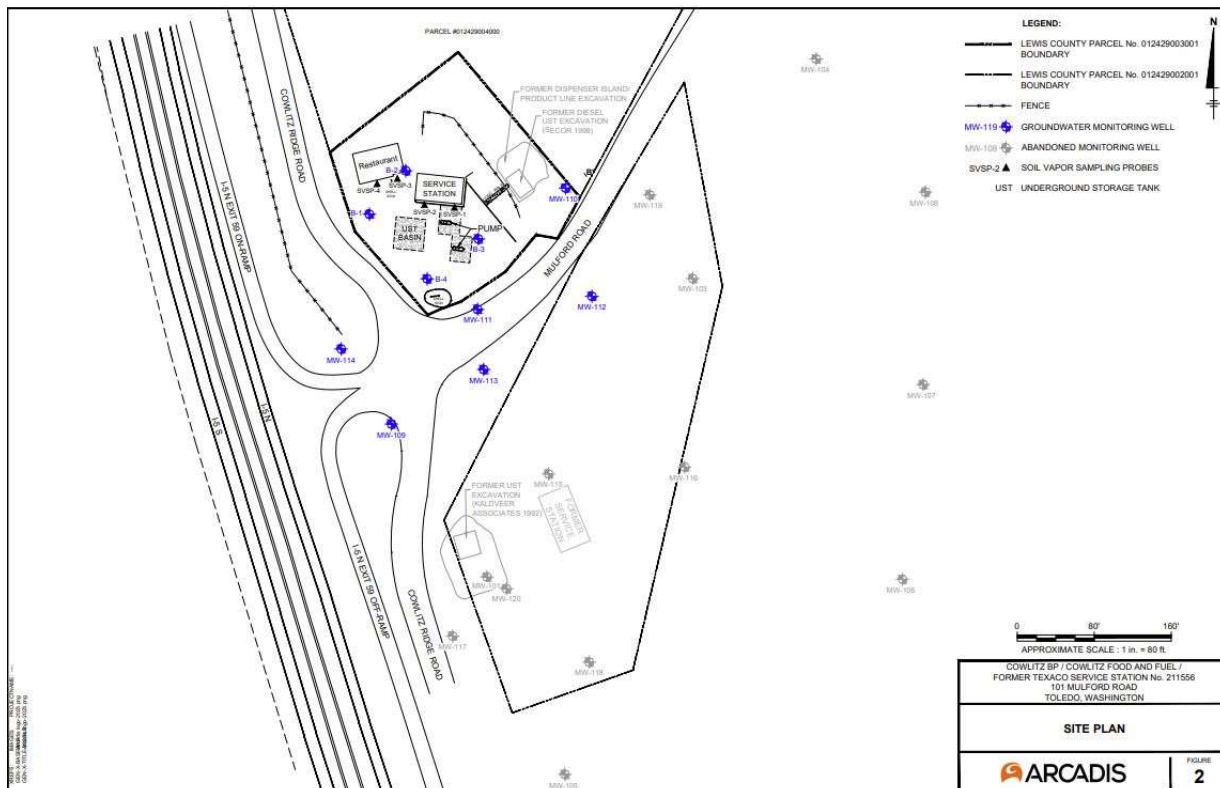 PARCEL #012429004000
LEGEND:
N
LEWIS COUNTY PARCEL No. 012429003001
BOUNDARY
LEWIS COUNTY PARCEL No. 012429002001
BOUNDARY
FENCE
MW-119 GROUNDWATER MONITORING WELL
MW-108 ABANDONED MONITORING WELL
SVSP-2 SOIL VAPOR SAMPLING PROBES
UST UNDERGROUND STORAGE TANK
MW-104
COWLITZ RIDGE ROAD
FORMER DISPENSER ISLAND/
PRODUCT LINE EXCAVATION
FORMER DIESEL
UST EXCAVATION
(SECOR 1998)
Restaurant
B-2
SVSP-4
SVSP-3
SERVICE
STATION
SVSP-2
SVSP-1
MW-110
MW-119
MW-108
I-5 N EXIT 59 ON-RAMP
B-1
UST
BASIN
PUMP
B-3
MULFORD ROAD
B-4
MW-103
MW-112
MW-111
MW-114
MW-113
MW-107
I-5 S
I-5 N
MW-109
MW-116
FORMER UST
EXCAVATION
(KALDVEER
ASSOCIATES 1992)
FORMER
SERVICE
STATION
I-5 N EXIT 59 OFF-RAMP
COWLITZ RIDGE ROAD
MW-101
MW-120
MW-117
MW-118
0 80' 160'
APPROXIMATE SCALE : 1 in. = 80 ft.
COWLITZ BP / COWLITZ FOOD AND FUEL /
FORMER TEXACO SERVICE STATION No. 211556
101 MULFORD ROAD
TOLEDO, WASHINGTON
SITE PLAN
ARCADIS
FIGURE
2